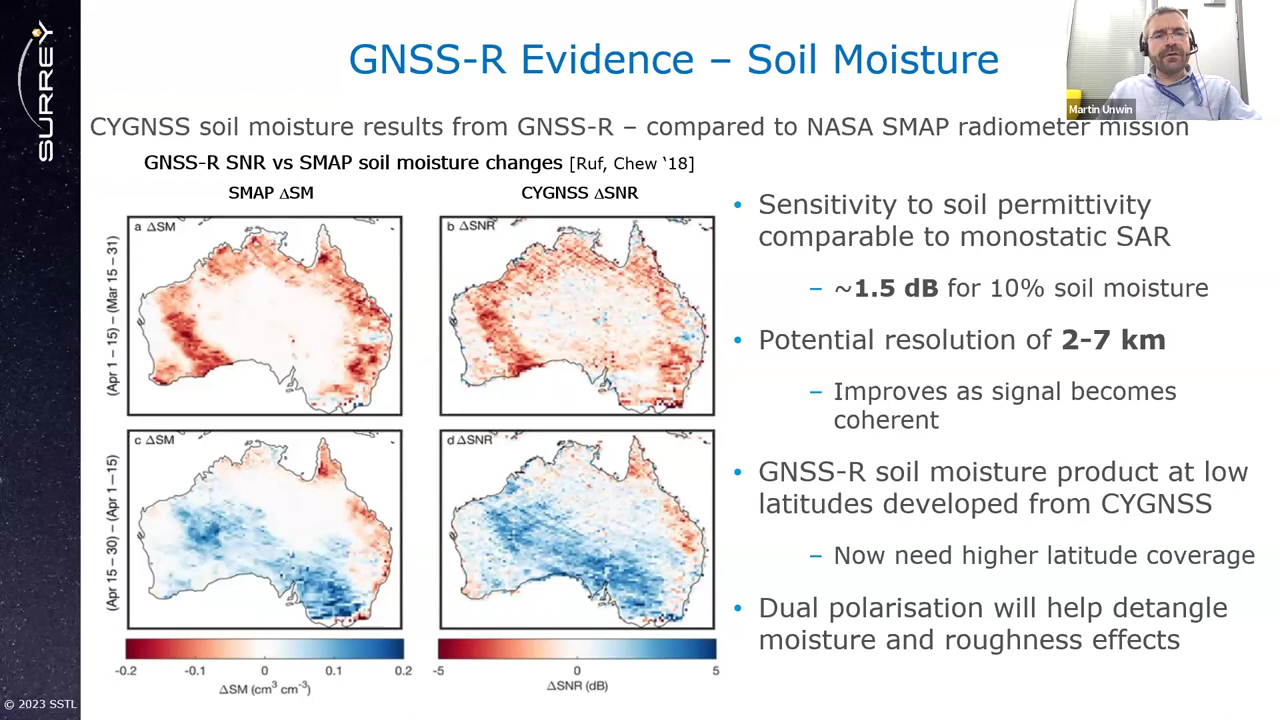 SURREY
GNSS-R Evidence – Soil Moisture
Martin Unwin
CYGNSS soil moisture results from GNSS-R – compared to NASA SMAP radiometer mission
GNSS-R SNR vs SMAP soil moisture changes [Ruf, Chew ‘18]
SMAP ∆SM
CYGNSS ∆SNR
(Apr 1 – 15) – (Mar 15 – 31)
a ΔSM
b ΔSNR
(Apr 15 – 30) – (Apr 1 – 15)
c ΔSM
d ΔSNR
-0.2 -0.1 0 0.1 0.2
ΔSM (cm³ cm⁻³)
-5 0 5
ΔSNR (dB)
• Sensitivity to soil permittivity
comparable to monostatic SAR
– ~1.5 dB for 10% soil moisture
• Potential resolution of 2-7 km
– Improves as signal becomes
coherent
• GNSS-R soil moisture product at low
latitudes developed from CYGNSS
– Now need higher latitude coverage
• Dual polarisation will help detangle
moisture and roughness effects
© 2023 SSTL